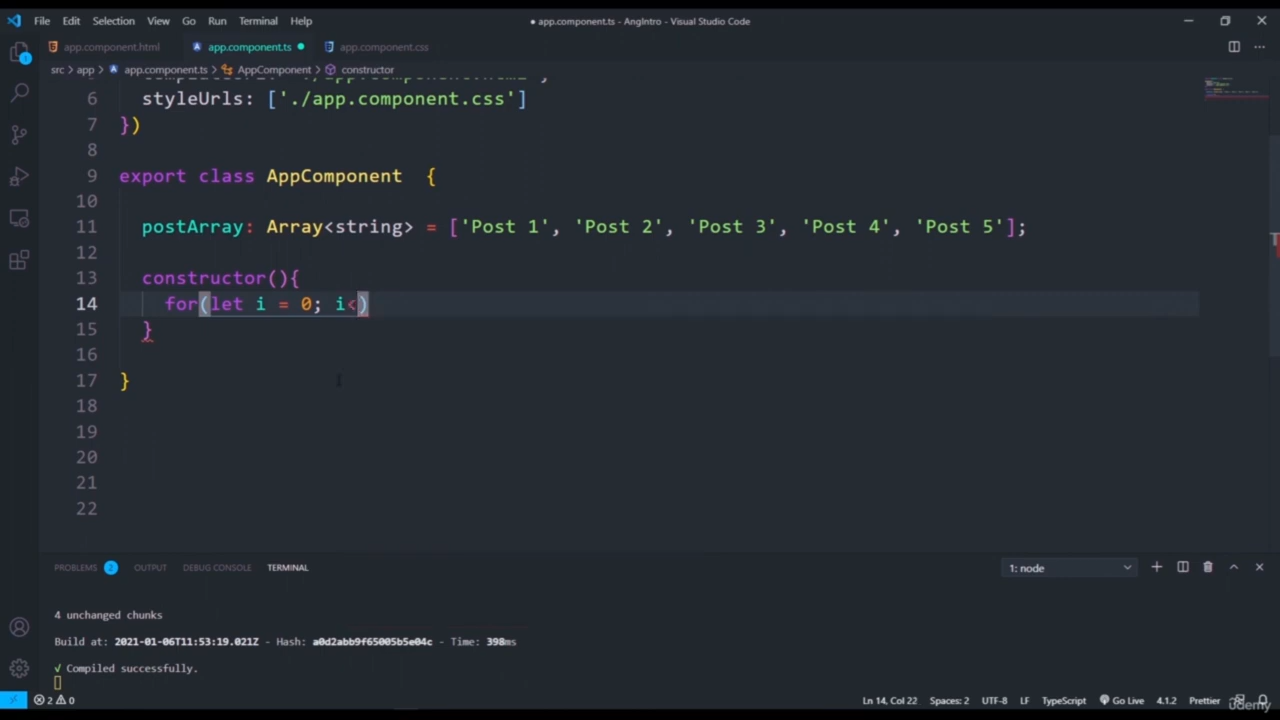 File Edit Selection View Go Run Terminal Help
● app.component.ts - AngIntro - Visual Studio Code
app.component.html app.component.ts ● app.component.css
src > app > app.component.ts > AppComponent > constructor
6 styleUrls: ['./app.component.css']
7 })
8
9 export class AppComponent {
10
11 postArray: Array<string> = ['Post 1', 'Post 2', 'Post 3', 'Post 4', 'Post 5'];
12
13 constructor(){
14 for(let i = 0; i<)
15 }
16
17 }
18
19
20
21
22
PROBLEMS 2 OUTPUT DEBUG CONSOLE TERMINAL 1: node
4 unchanged chunks
Build at: 2021-01-06T11:53:19.021Z - Hash: a0d2abb9f65005b5e04c - Time: 398ms
√ Compiled successfully.
2 0 Ln 14, Col 22 Spaces: 2 UTF-8 LF TypeScript Go Live 4.1.2 Prettier
udemy